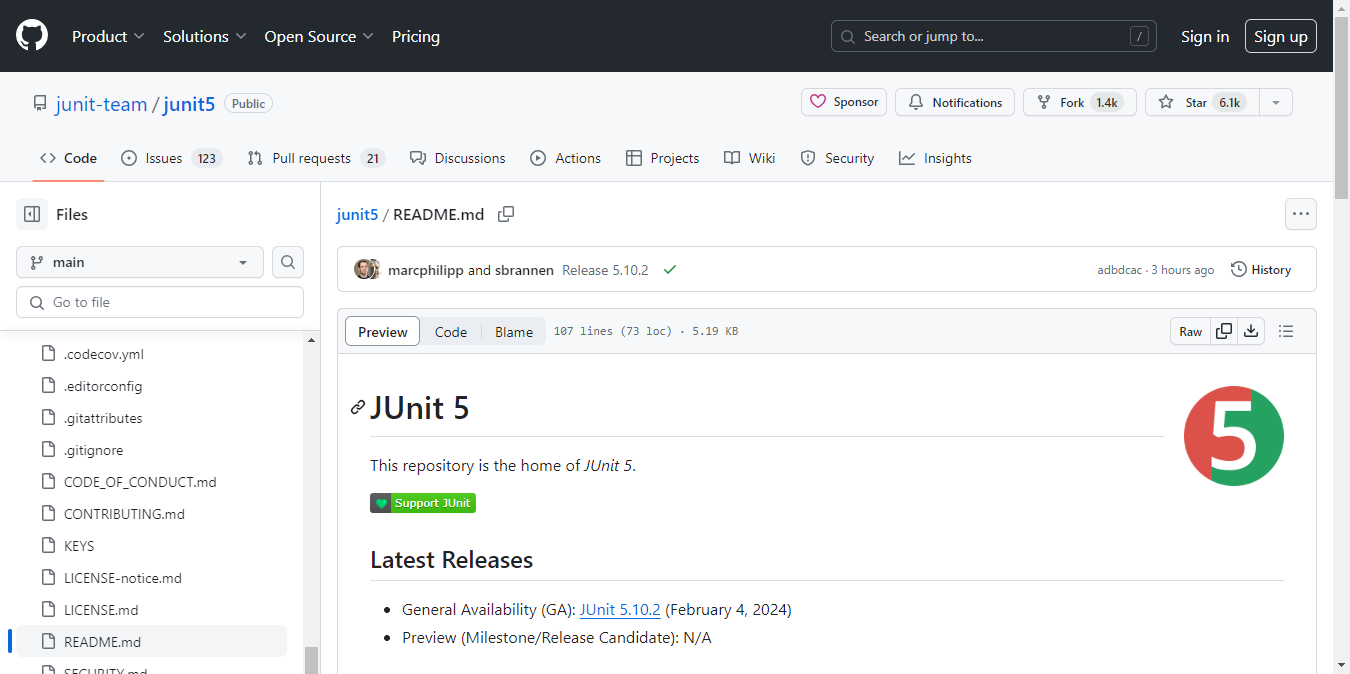 Product Solutions Open Source Pricing Search or jump to... / Sign in Sign up
junit-team / junit5 Public Sponsor Notifications Fork 1.4k Star 6.1k
Code Issues 123 Pull requests 21 Discussions Actions Projects Wiki Security Insights
Files
main
Go to file
.codecov.yml
.editorconfig
.gitattributes
.gitignore
CODE_OF_CONDUCT.md
CONTRIBUTING.md
KEYS
LICENSE-notice.md
LICENSE.md
README.md
SECURITY.md
junit5 / README.md
marcphilipp and sbrannen Release 5.10.2 adbdcac · 3 hours ago History
Preview Code Blame 107 lines (73 loc) · 5.19 KB Raw
JUnit 5
5
This repository is the home of JUnit 5.
Support JUnit
Latest Releases
• General Availability (GA): JUnit 5.10.2 (February 4, 2024)
• Preview (Milestone/Release Candidate): N/A